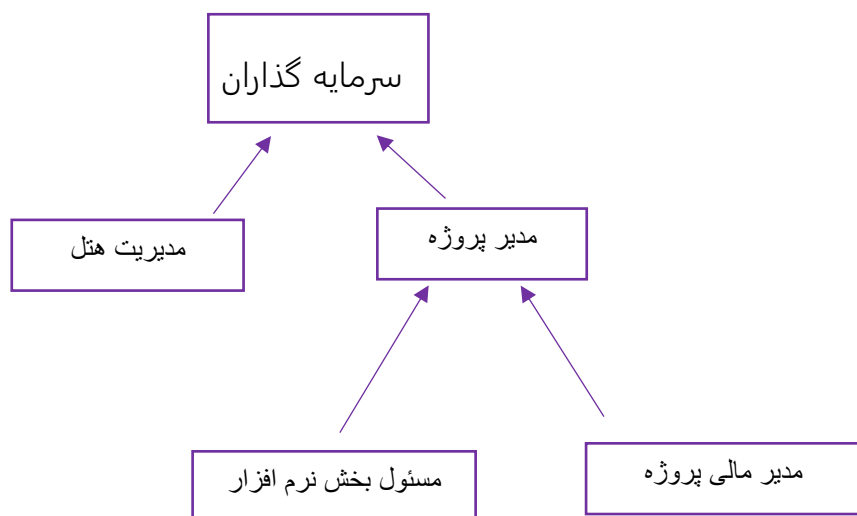 سرمایه گذاران
مدیریت هتل
مدیر پروژه
مسئول بخش نرم افزار
مدیر مالی پروژه